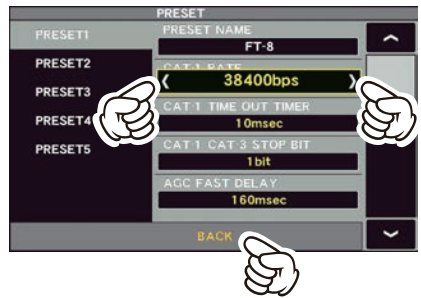 PRESET
PRESET1
PRESET2
PRESET3
PRESET4
PRESET5
PRESET NAME
FT-8
CAT-1 RATE
38400bps
CAT-1 TIME OUT TIMER
10msec
CAT-1 CAT-3 STOP BIT
1bit
AGC FAST DELAY
160msec
BACK